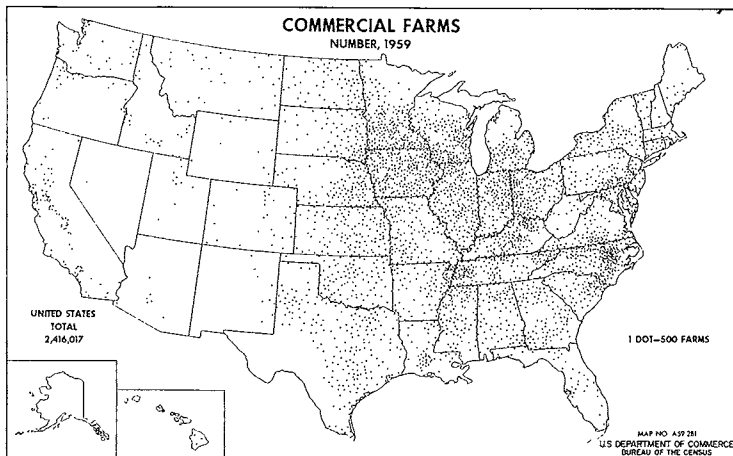 COMMERCIAL FARMS
NUMBER, 1959
UNITED STATES
TOTAL
2,416,017
1 DOT—500 FARMS
MAP NO. A59 281
U.S DEPARTMENT OF COMMERCE
BUREAU OF THE CENSUS